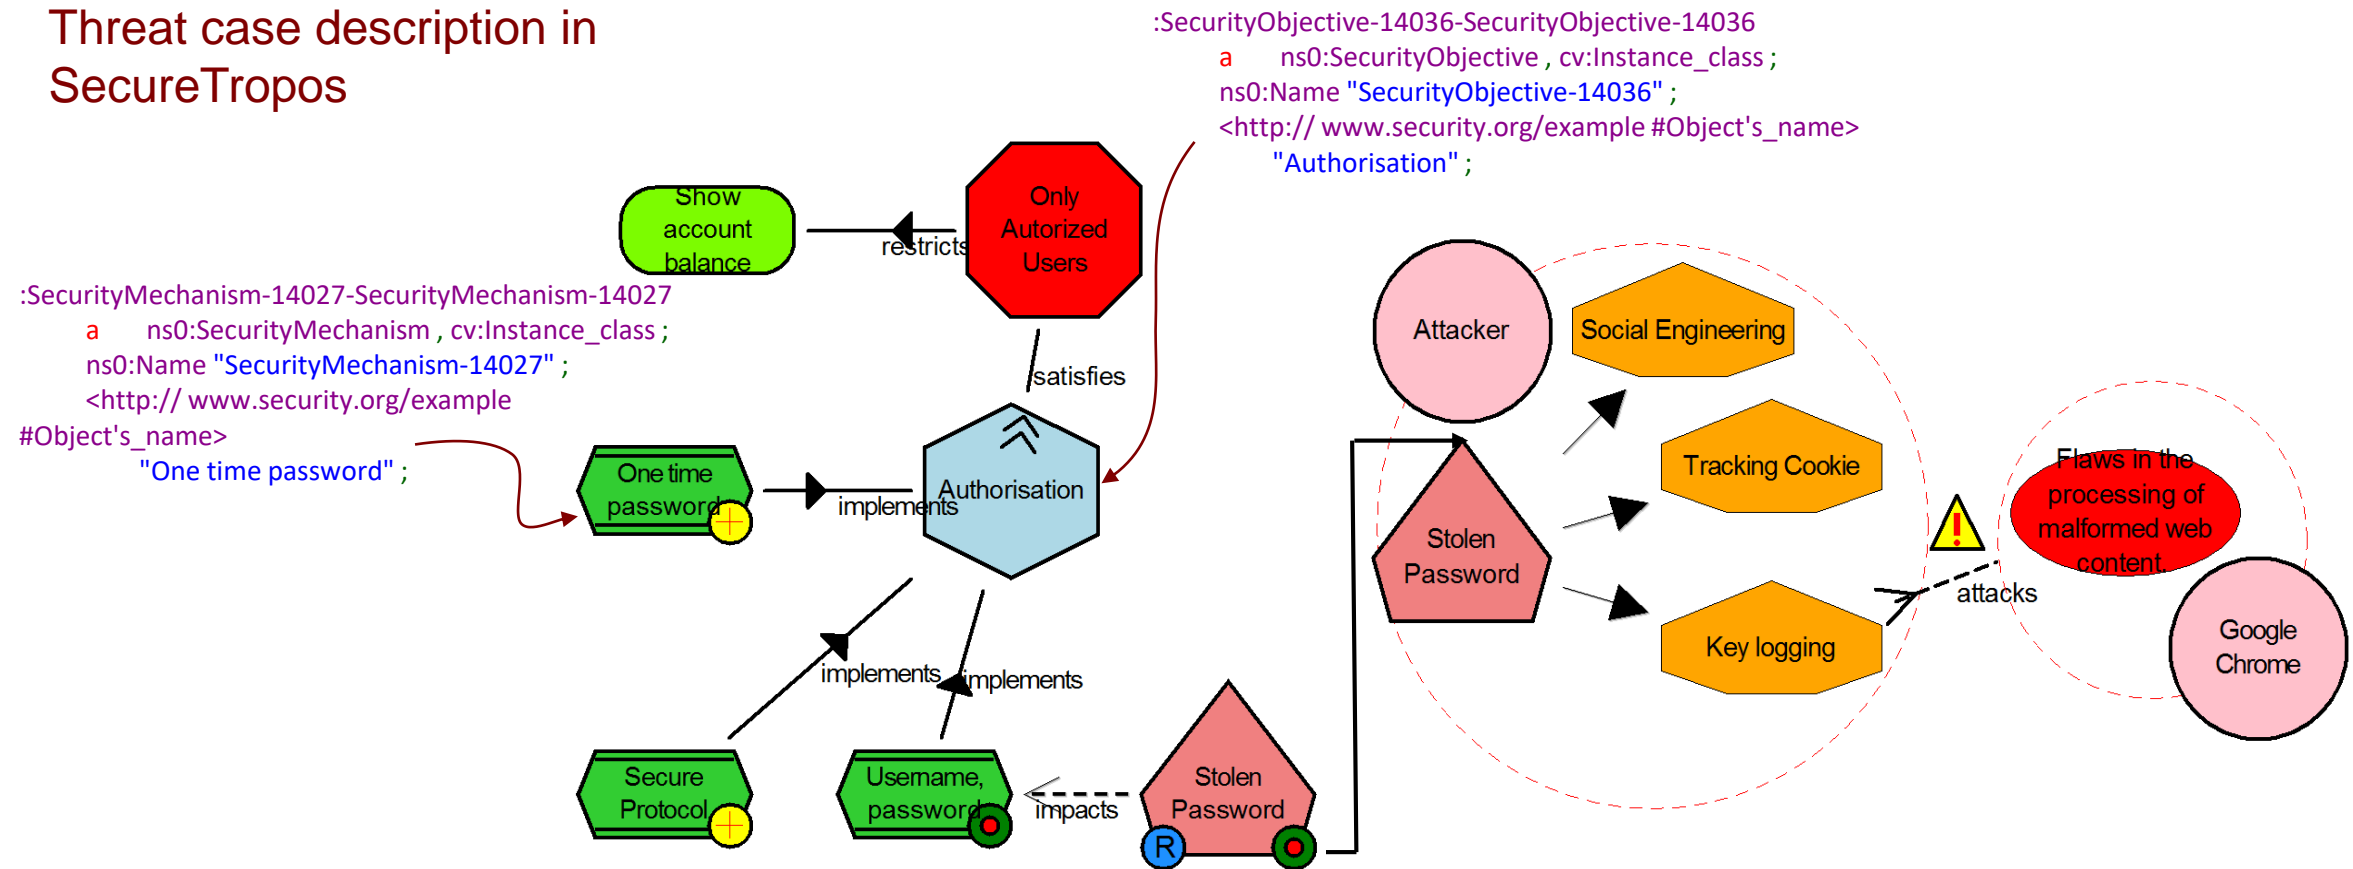 Threat case description in
SecureTropos
:SecurityObjective-14036-SecurityObjective-14036
a ns0:SecurityObjective , cv:Instance_class ;
ns0:Name "SecurityObjective-14036" ;
<http:// www.security.org/example #Object's_name>
"Authorisation" ;
Show
account
balance
restricts
Only
Autorized
Users
satisfies
:SecurityMechanism-14027-SecurityMechanism-14027
a ns0:SecurityMechanism , cv:Instance_class ;
ns0:Name "SecurityMechanism-14027" ;
<http:// www.security.org/example
#Object's_name>
"One time password" ;
One time
password
implements
Authorisation
implements
implements
Secure
Protocol
Username,
password
impacts
Stolen
Password
R
Attacker
Social Engineering
Tracking Cookie
Stolen
Password
Key logging
!
attacks
Flaws in the
processing of
malformed web
content.
Google
Chrome